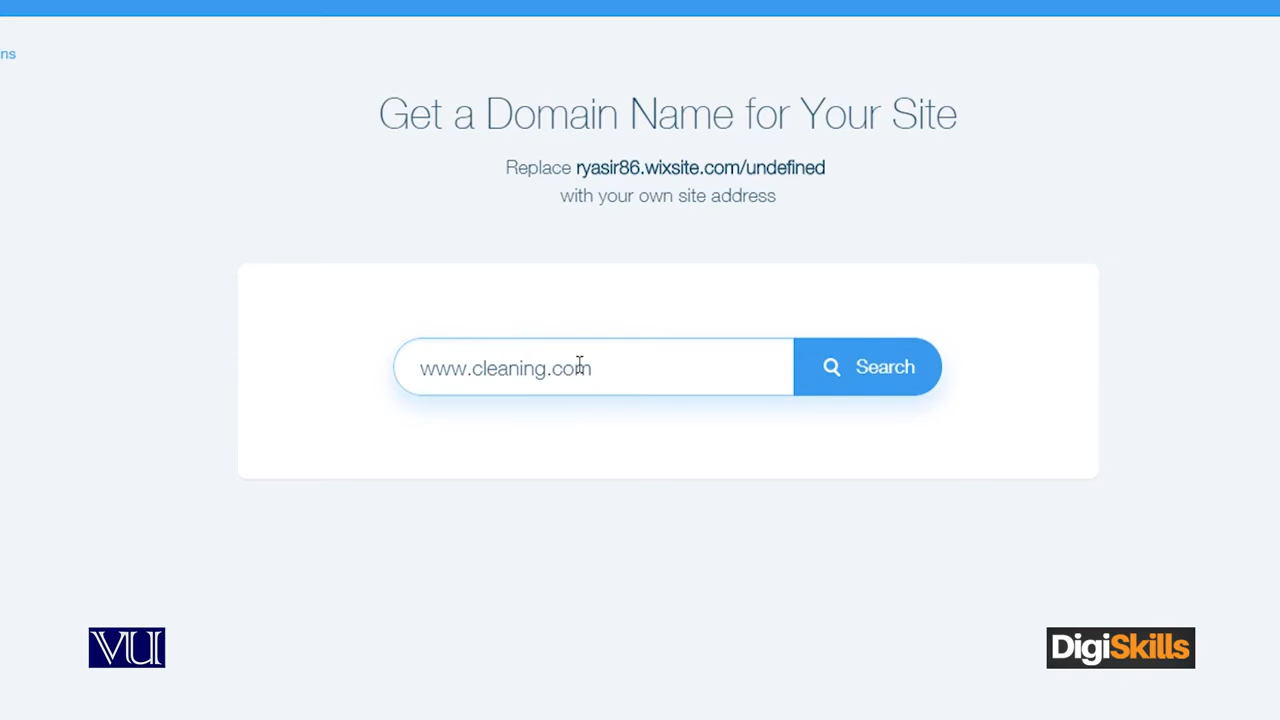 ns
Get a Domain Name for Your Site
Replace ryasir86.wixsite.com/undefined
with your own site address
www.cleaning.com
Search
VU
DigiSkills